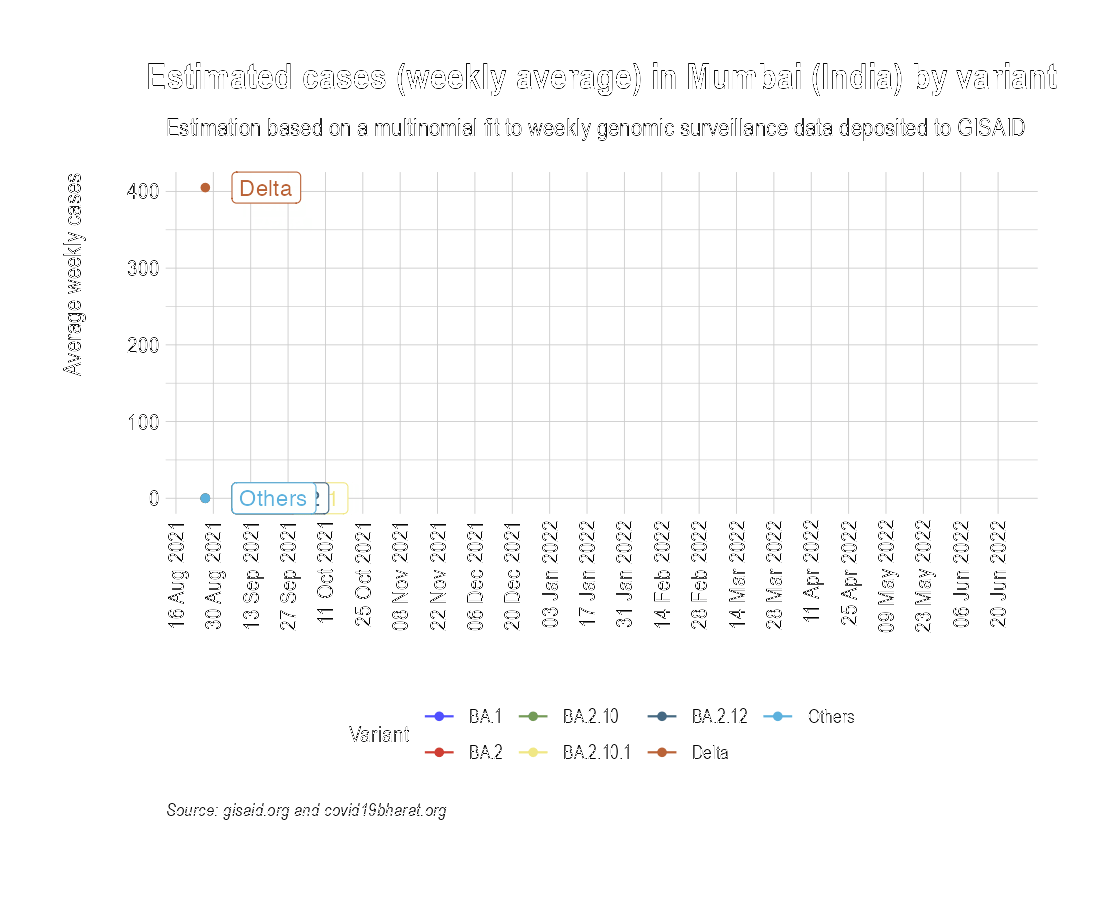 Estimated cases (weekly average) in Mumbai (India) by variant
Estimation based on a multinomial fit to weekly genomic surveillance data deposited to GISAID
Average weekly cases
400
300
200
100
0
Delta
Others
2
1
16 Aug 2021
30 Aug 2021
13 Sep 2021
27 Sep 2021
11 Oct 2021
25 Oct 2021
08 Nov 2021
22 Nov 2021
06 Dec 2021
20 Dec 2021
03 Jan 2022
17 Jan 2022
31 Jan 2022
14 Feb 2022
28 Feb 2022
14 Mar 2022
28 Mar 2022
11 Apr 2022
25 Apr 2022
09 May 2022
23 May 2022
06 Jun 2022
20 Jun 2022
Variant
BA.1
BA.2.10
BA.2.12
Others
BA.2
BA.2.10.1
Delta
Source: gisaid.org and covid19bharat.org